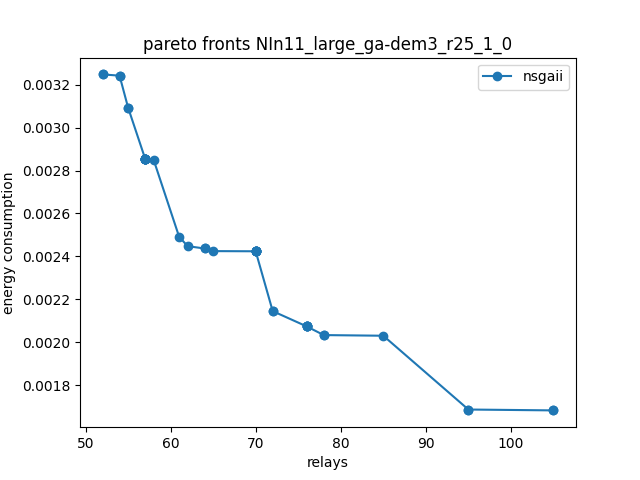 pareto fronts NIn11_large_ga-dem3_r25_1_0
nsgaii
energy consumption
0.0032
0.0030
0.0028
0.0026
0.0024
0.0022
0.0020
0.0018
50 60 70 80 90 100
relays